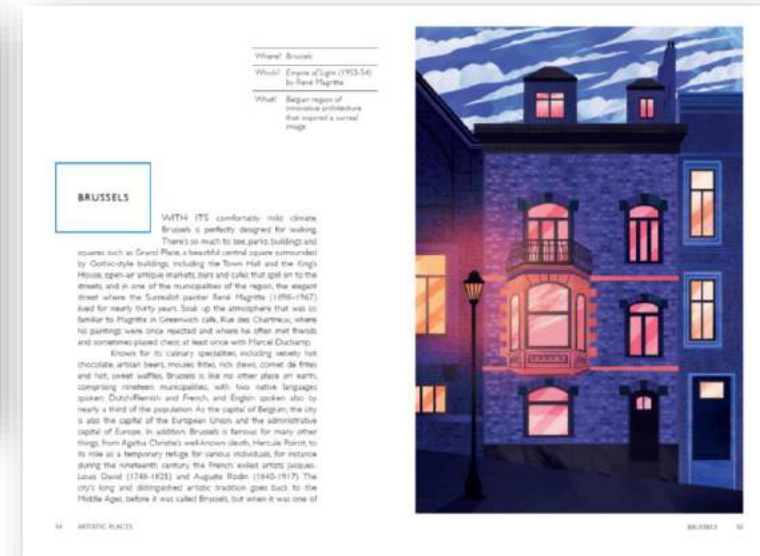 Where? Brussels
Which? Empire of Light (1953-54)
by René Magritte
What? Belgian region of
innovative architecture
that inspired a surreal
image
BRUSSELS
WITH ITS comfortably mild climate,
Brussels is perfectly designed for walking.
There's so much to see: parks, buildings and
squares such as Grand Place, a beautiful central square surrounded
by Gothic-style buildings, including the Town Hall and the King's
House; open-air antique markets; bars and cafes that spill on to the
streets and in one of the municipalities of the region, the elegant
street where the Surrealist painter René Magritte (1898–1967)
lived for nearly thirty years. Soak up the atmosphere that was so
familiar to Magritte in Greenwich café, Rue des Chartreux, where
his paintings were once rejected and where he often met friends
and sometimes played chess, at least once with Marcel Duchamp.
Known for its culinary specialities, including velvety hot
chocolate, artisan beers, moules frites, rich stews, cornet de frites
and hot, sweet waffles, Brussels is like no other place on earth,
comprising nineteen municipalities, with two native languages
spoken: Dutch/Flemish and French, and English spoken also by
nearly a third of the population. As the capital of Belgium, the city
is also the capital of the European Union and the administrative
capital of Europe. In addition, Brussels is famous for many other
things, from Agatha Christie's well-known sleuth, Hercule Poirot, to
its role as a temporary refuge for various individuals, for instance
during the nineteenth century, the French exiled artists Jacques-
Louis David (1748-1825) and Auguste Rodin (1840-1917). The
city's long and distinguished artistic tradition goes back to the
Middle Ages, before it was called Brussels, but when it was one of
54 ARTISTIC PLACES
BRUSSELS